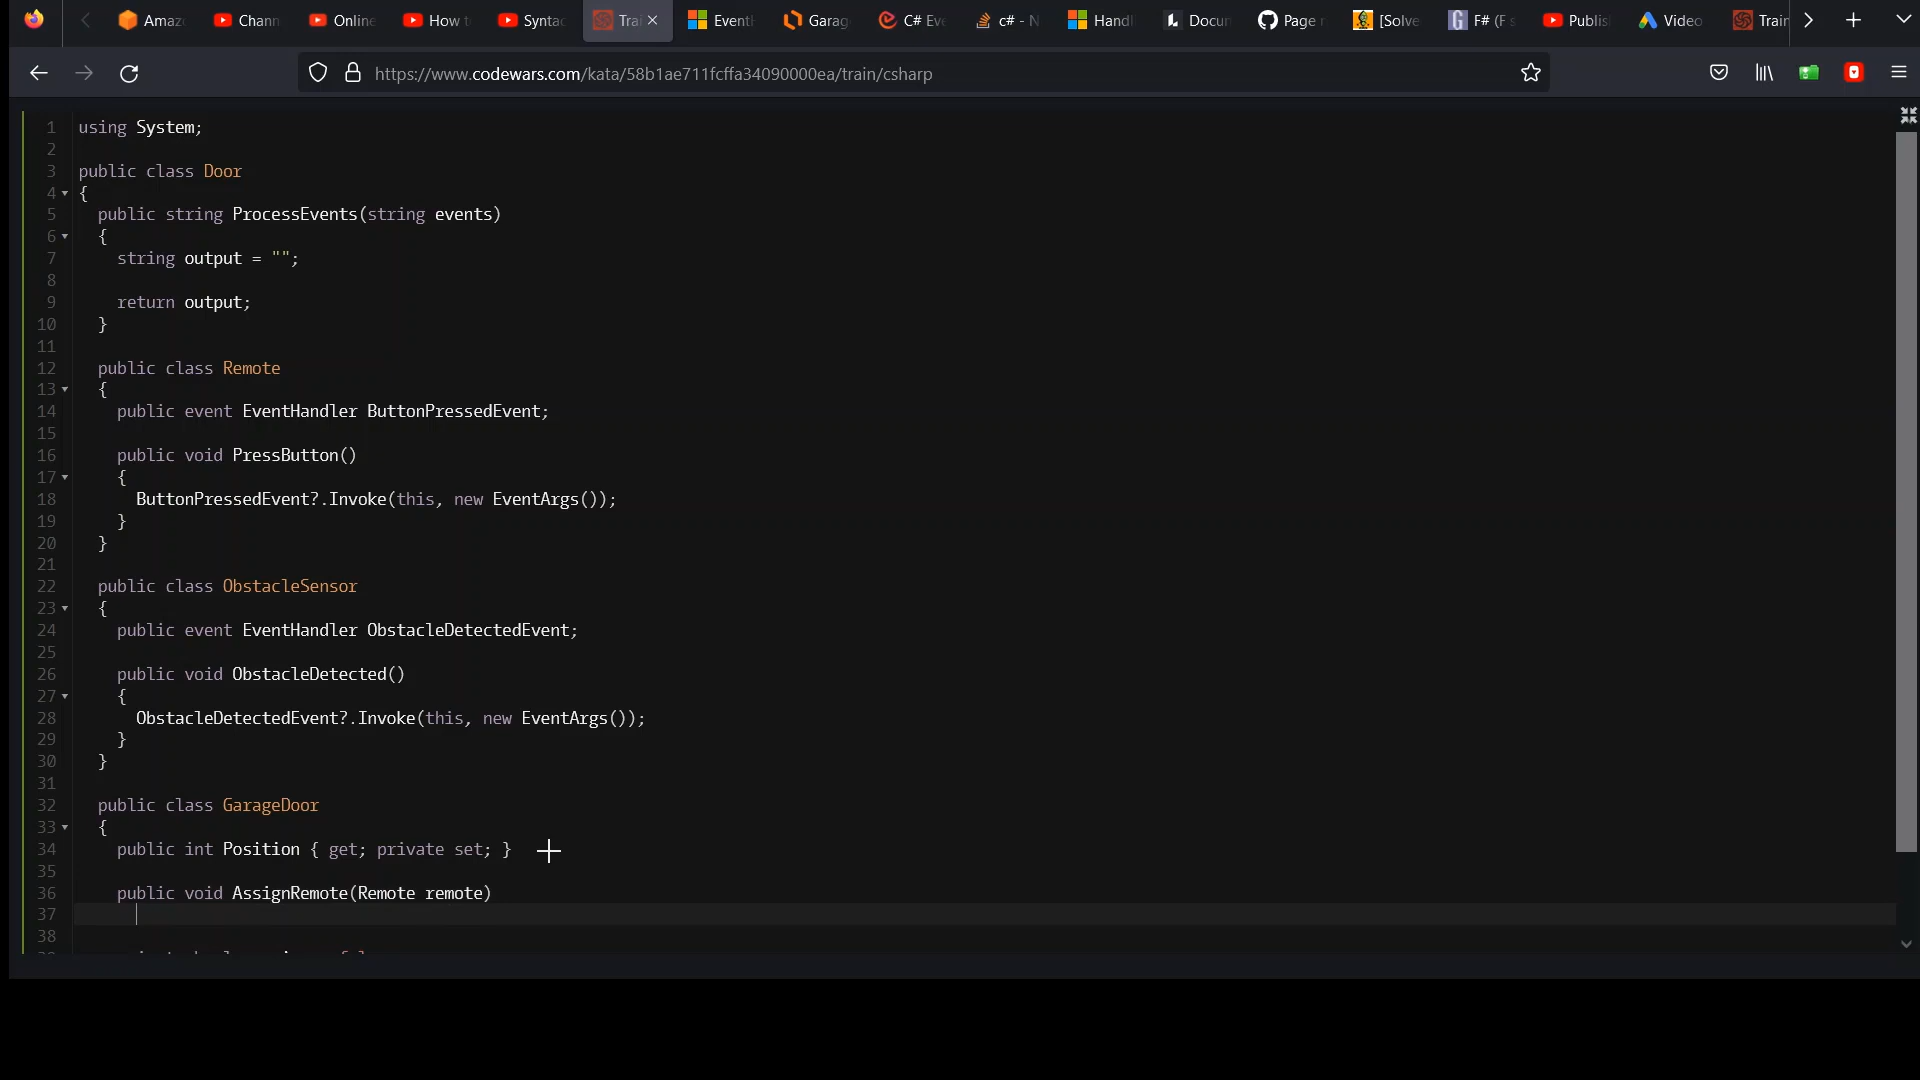 Amaz
Chann
Online
How t
Syntac
Trai
EventH
Garag
C# Eve
c# - N
Handl
Docun
Page n
[Solve
F# (F s
Publis
Video
Train
https://www.codewars.com/kata/58b1ae711fcffa34090000ea/train/csharp
1 using System;
2
3 public class Door
4 {
5 public string ProcessEvents(string events)
6 {
7 string output = "";
8
9 return output;
10 }
11
12 public class Remote
13 {
14 public event EventHandler ButtonPressedEvent;
15
16 public void PressButton()
17 {
18 ButtonPressedEvent?.Invoke(this, new EventArgs());
19 }
20 }
21
22 public class ObstacleSensor
23 {
24 public event EventHandler ObstacleDetectedEvent;
25
26 public void ObstacleDetected()
27 {
28 ObstacleDetectedEvent?.Invoke(this, new EventArgs());
29 }
30 }
31
32 public class GarageDoor
33 {
34 public int Position { get; private set; }
35
36 public void AssignRemote(Remote remote)
37
38